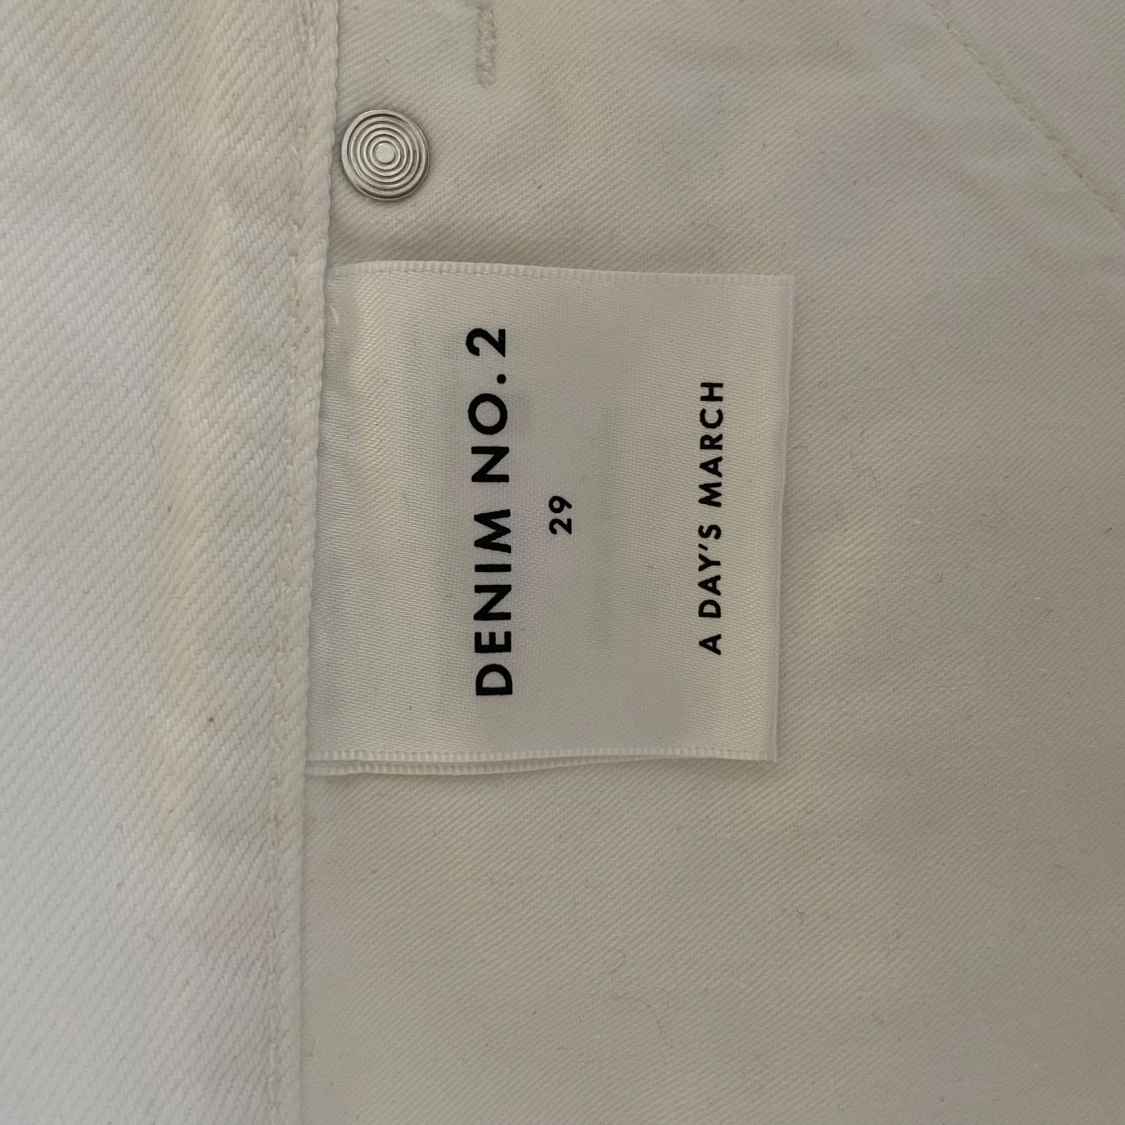 DENIM NO. 2
29
A DAY'S MARCH